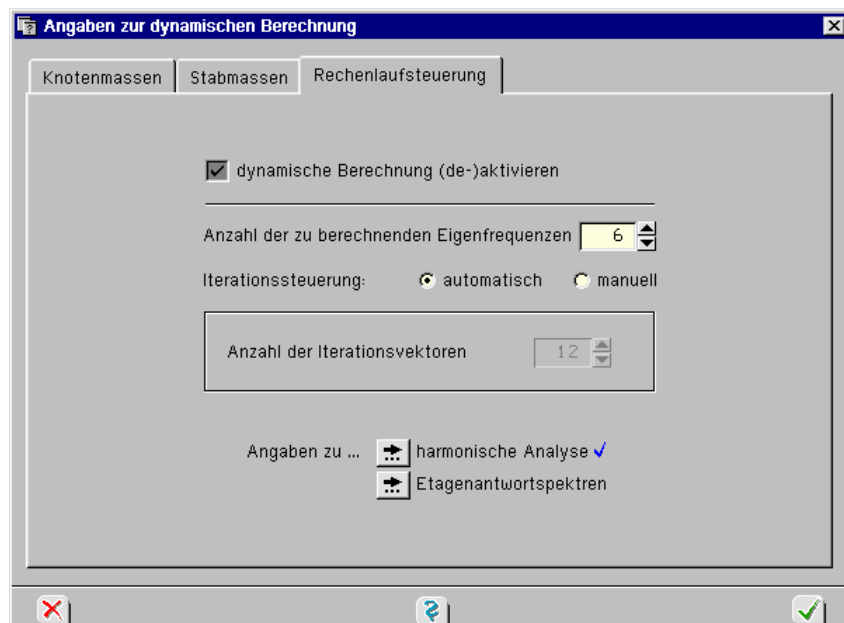 Angaben zur dynamischen Berechnung
Knotenmassen Stabmassen Rechenlaufsteuerung
dynamische Berechnung (de-)aktivieren
Anzahl der zu berechnenden Eigenfrequenzen 6
Iterationssteuerung: automatisch manuell
Anzahl der Iterationsvektoren 12
Angaben zu ... harmonische Analyse
Etagenantwortspektren